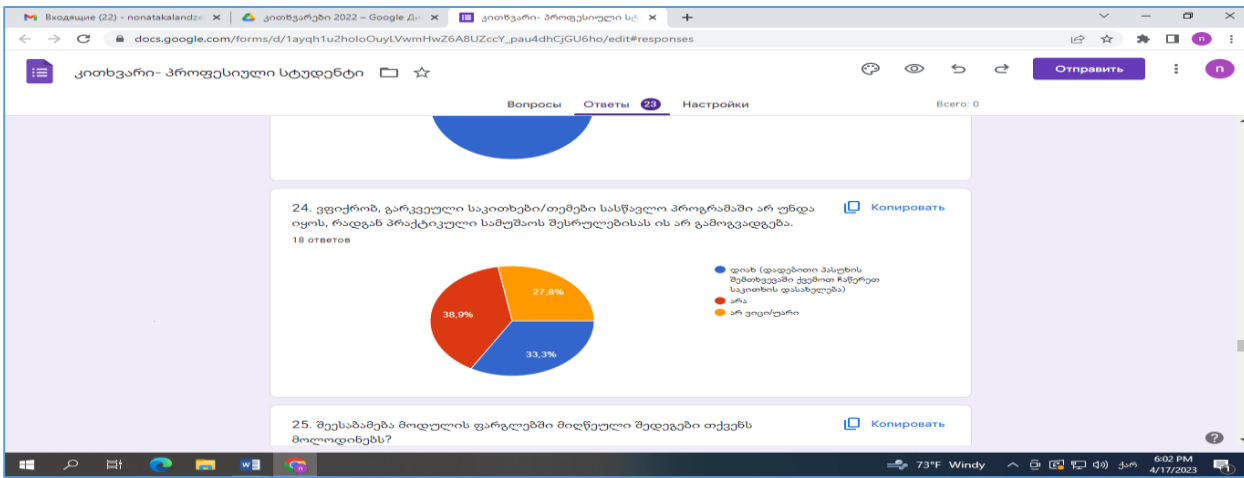 Входящие (22) - nonatakalandze
კითხვარები 2022 – Google Ди
კითხვარი- პროფესიული სტ
docs.google.com/forms/d/1ayqh1u2holoOuyLVwmHwZ6A8UZccY_pau4dhCjGU6ho/edit#responses
კითხვარი- პროფესიული სტუდენტი
Отправить
n
Вопросы Ответы 23 Настройки
Всего: 0
24. ვფიქრობ, გარკვეული საკითხები/თემები სასწავლო პროგრამაში არ უნდა
იყოს, რადგან პრაქტიკული სამუშაოს შესრულებისას ის არ გამოგვადგება.
Копировать
18 ответов
27,8%
38,9%
33,3%
დიახ (დადებითი პასუხის
შემთხვევაში ქვემოთ ჩაწერეთ
საკითხის დასახელება)
არა
არ ვიცი/უარი
25. შეესაბამება მოდულის ფარგლებში მიღწეული შედეგები თქვენს
მოლოდინებს?
Копировать
73°F Windy
ქარ
6:02 PM
4/17/2023